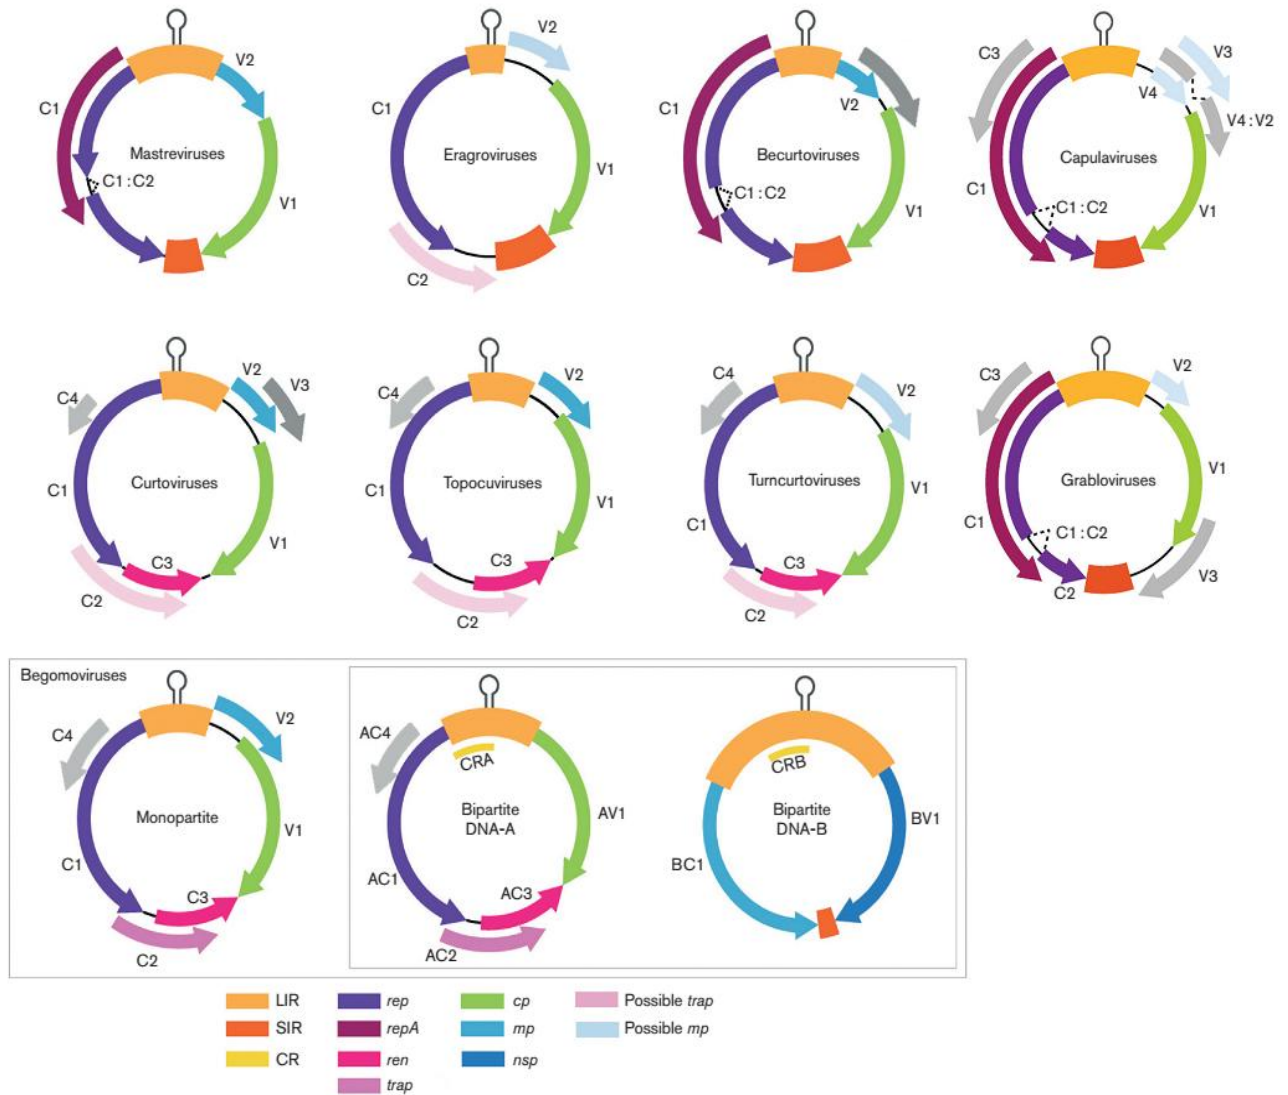 V2
C1
Mastreviruses
C1:C2
V1
V2
C1
Eragroviruses
V1
C2
C1
V2
Becurtoviruses
C1:C2
V1
C3
V3
V4
V4:V2
Capulaviruses
C1
C1:C2
V1
C4
V2
V3
Curtoviruses
C1
V1
C3
C2
C4
V2
Topocuviruses
C1
V1
C3
C2
C4
V2
Turncurtoviruses
V1
C1
C3
C2
C3
V2
V1
Grabloviruses
C1
C1:C2
C2
V3
Begomoviruses
C4
V2
Monopartite
V1
C1
C3
C2
AC4
CRA
Bipartite
DNA-A
AV1
AC1
AC3
AC2
CRB
Bipartite
DNA-B
BV1
BC1
LIR
rep
cp
Possible trap
SIR
repA
mp
Possible mp
CR
ren
nsp
trap